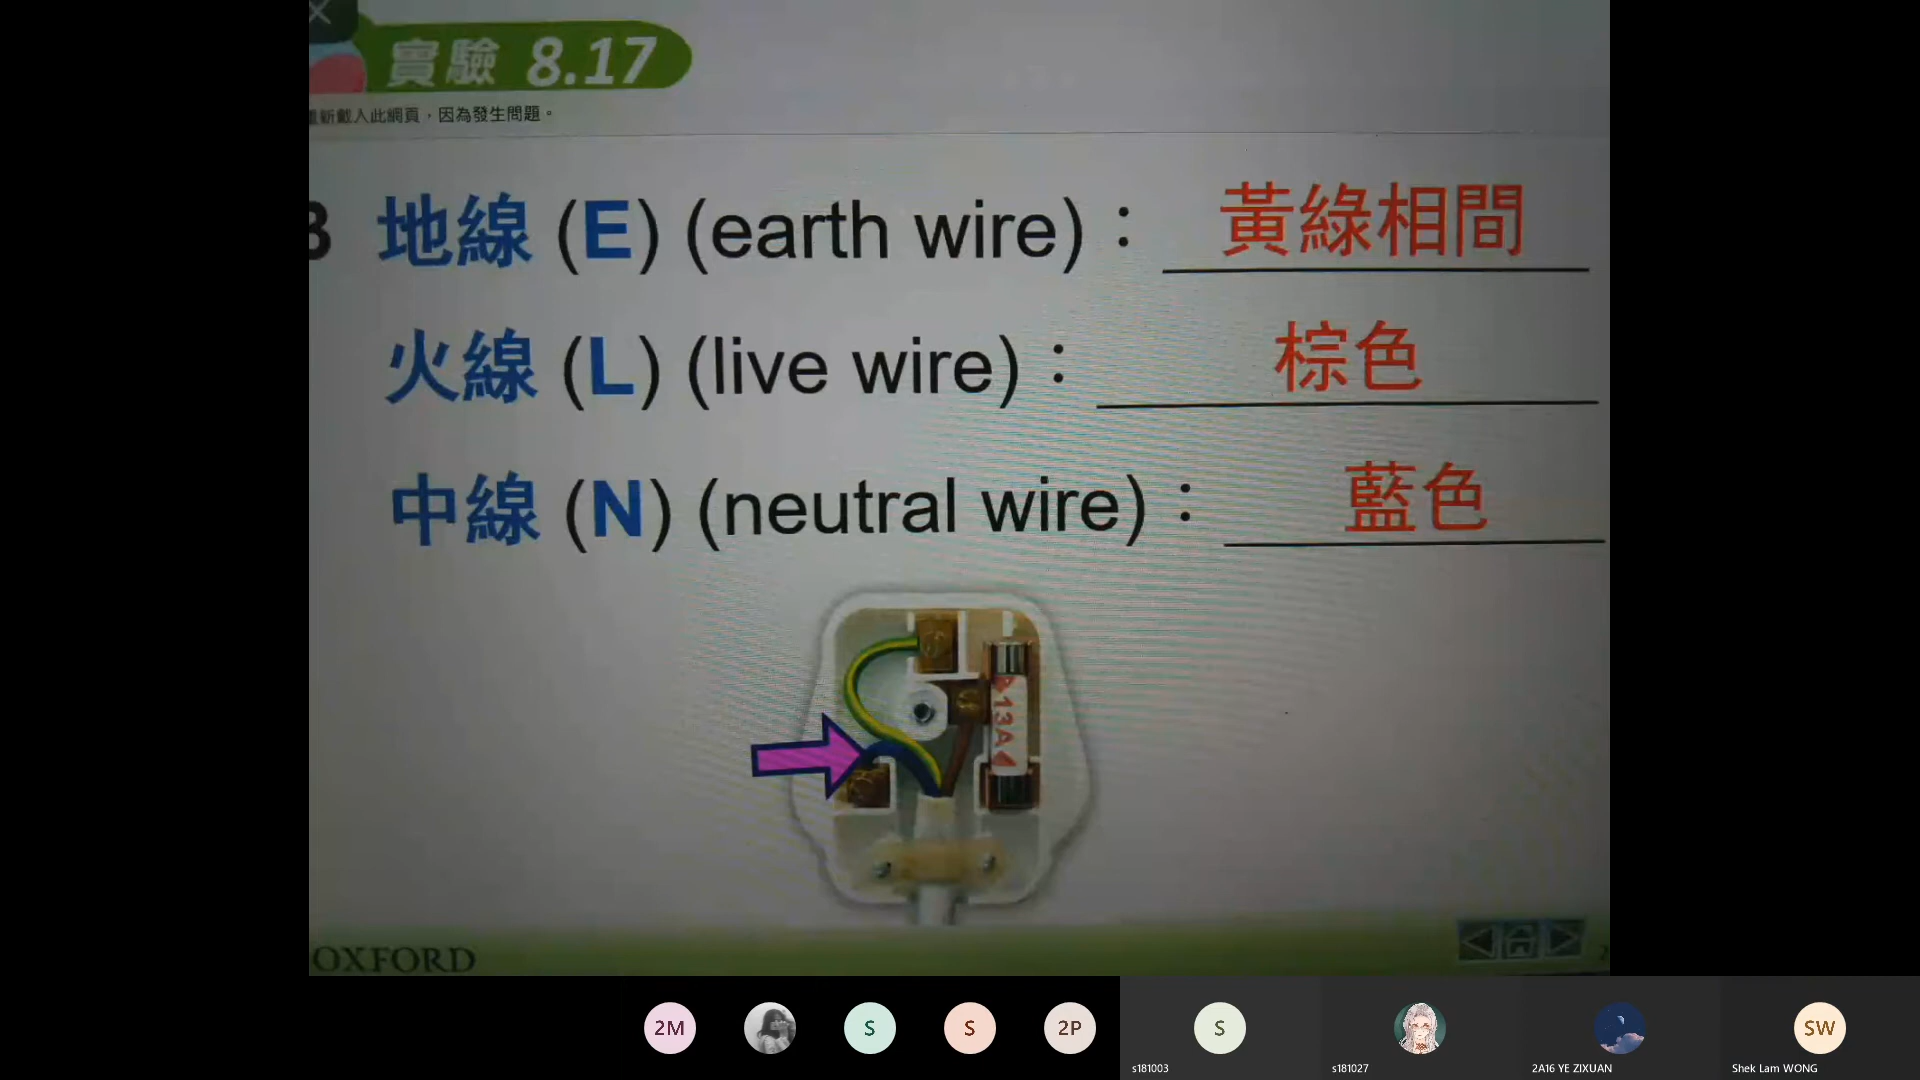 實驗 8.17
重新載入此網頁，因為發生問題。
3 地線 (E) (earth wire)： 黃綠相間
火線 (L) (live wire)： 棕色
中線 (N) (neutral wire)： 藍色
13A
OXFORD
2M
S
S
2P
S
SW
s181003
s181027
2A16 YE ZIXUAN
Shek Lam WONG